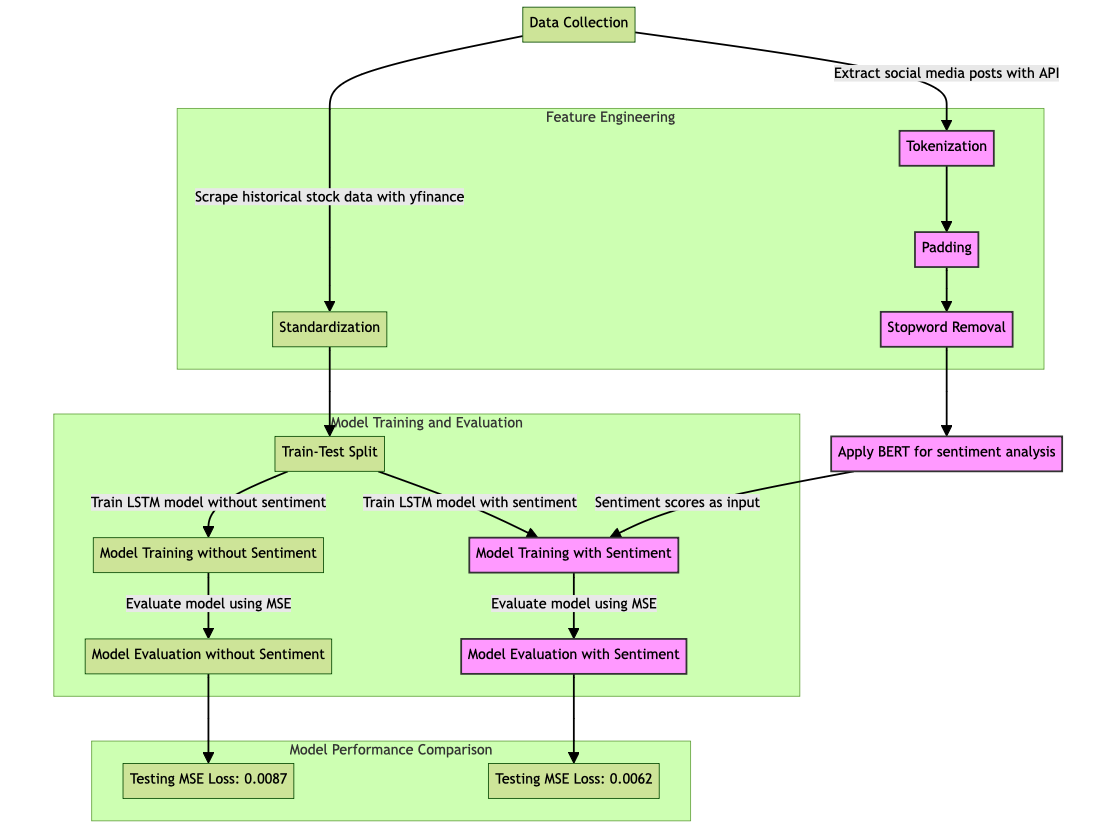 Data Collection
Extract social media posts with API
Feature Engineering
Tokenization
Scrape historical stock data with yfinance
Padding
Standardization
Stopword Removal
Model Training and Evaluation
Train-Test Split
Apply BERT for sentiment analysis
Train LSTM model without sentiment
Train LSTM model with sentiment
Sentiment scores as input
Model Training without Sentiment
Model Training with Sentiment
Evaluate model using MSE
Evaluate model using MSE
Model Evaluation without Sentiment
Model Evaluation with Sentiment
Model Performance Comparison
Testing MSE Loss: 0.0087
Testing MSE Loss: 0.0062